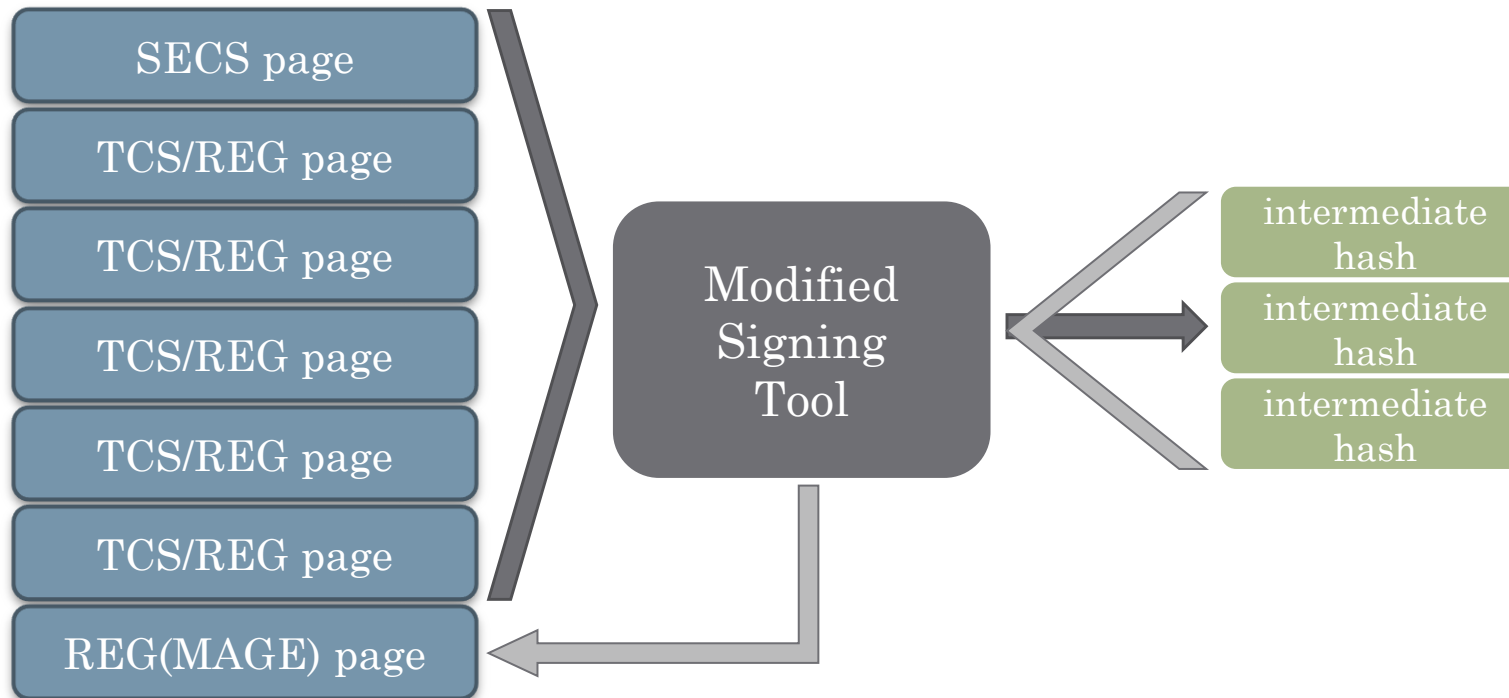 SECS page
TCS/REG page
TCS/REG page
TCS/REG page
TCS/REG page
TCS/REG page
REG(MAGE) page
Modified
Signing
Tool
intermediate
hash
intermediate
hash
intermediate
hash